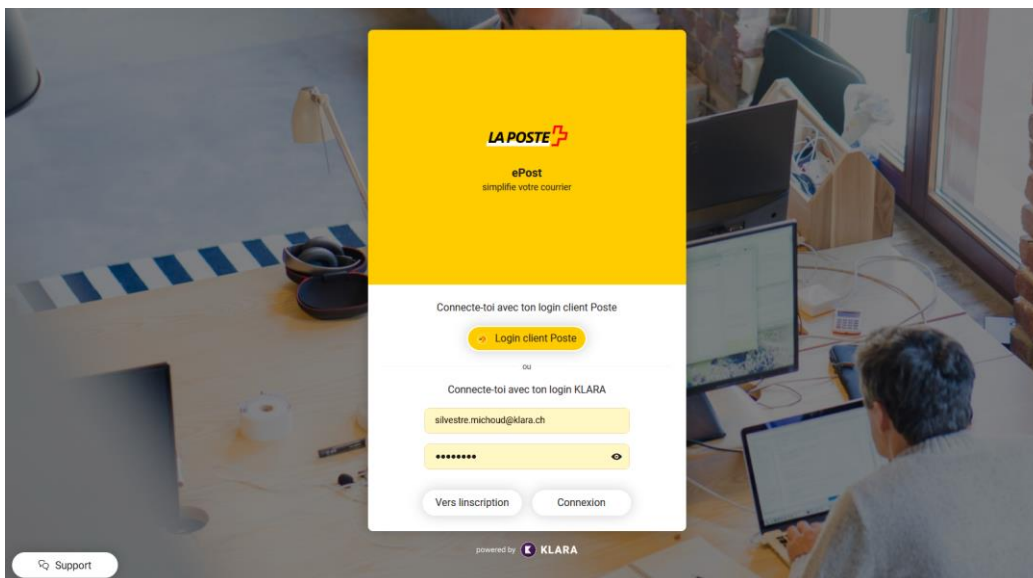 LA POSTE
ePost
simplifie votre courrier
Connecte-toi avec ton login client Poste
Login client Poste
ou
Connecte-toi avec ton login KLARA
silvestre.michoud@klara.ch
••••••••
Vers linscription
Connexion
powered by KLARA
Support